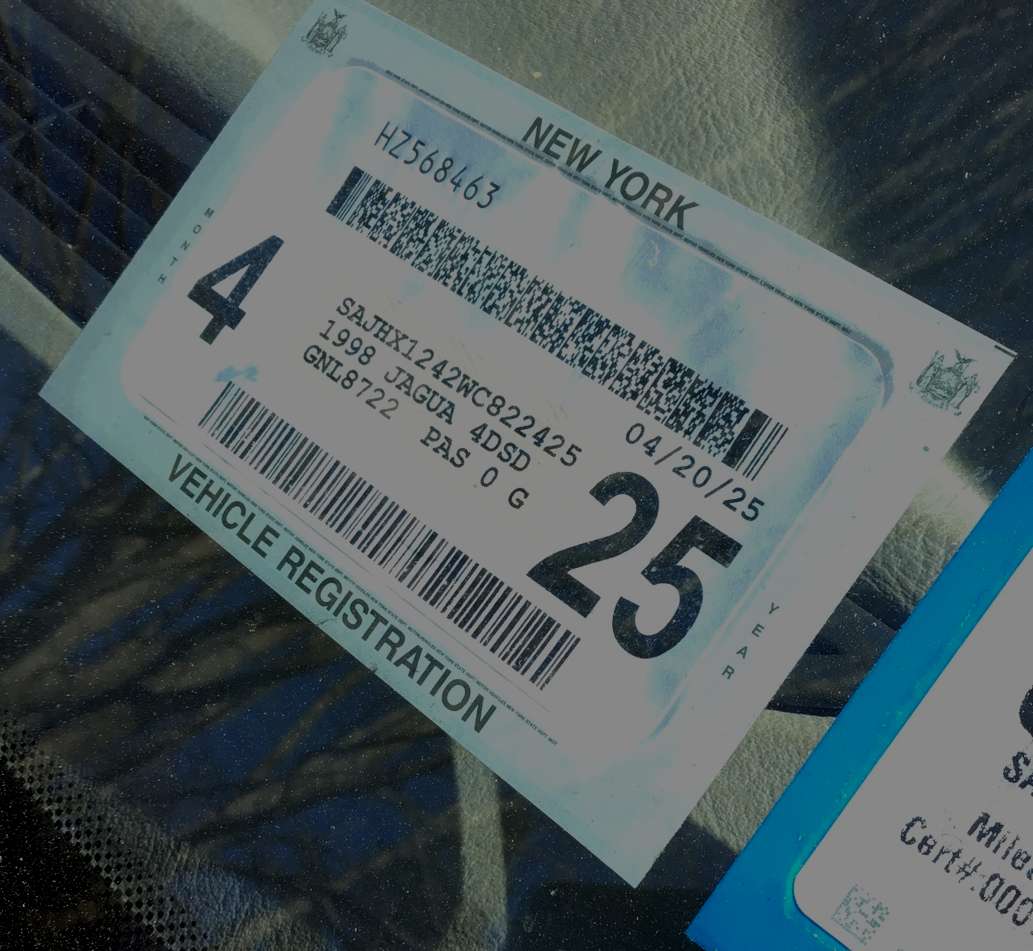 NEW YORK
HZ568463
MONTH
4
SAJHX1242WC822425
1998 JAGUA 4DSD
GNL8722 PAS 0 G
04/20/25
25
YEAR
VEHICLE REGISTRATION
Cert#:000